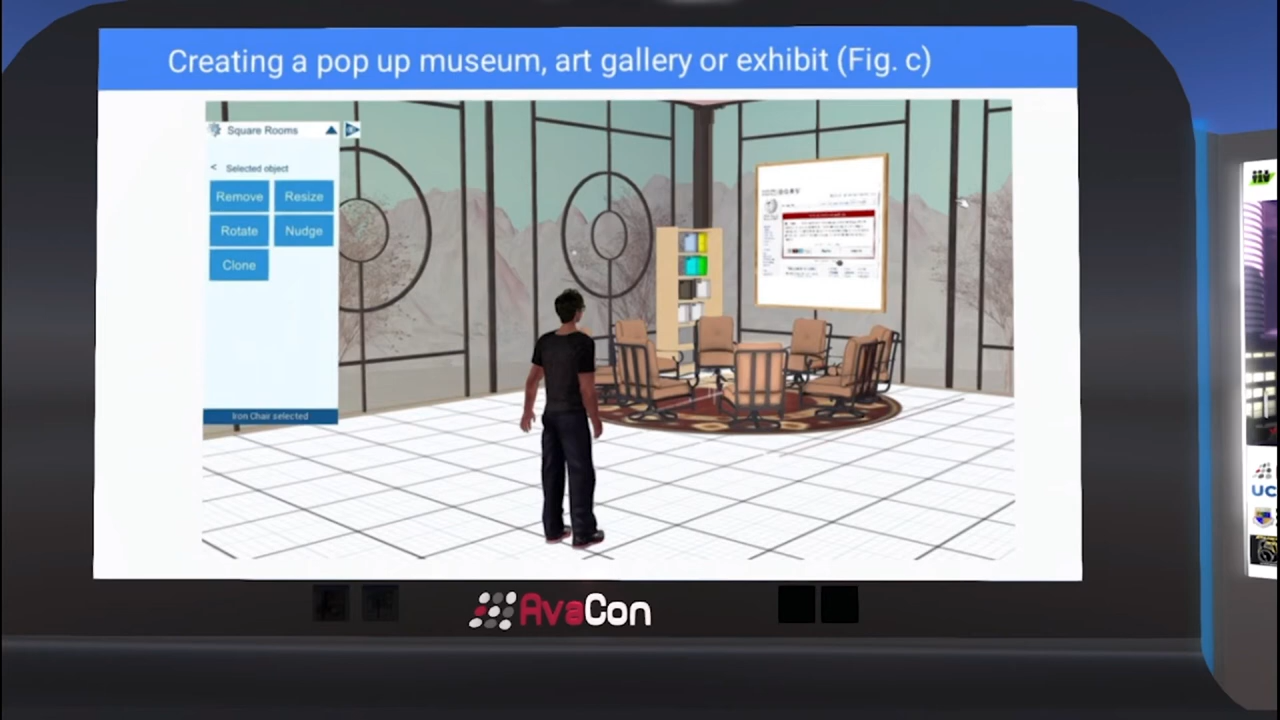 Creating a pop up museum, art gallery or exhibit (Fig. c)
Square Rooms
< Selected object
Remove Resize
Rotate Nudge
Clone
Iron Chair selected
AvaCon
UC